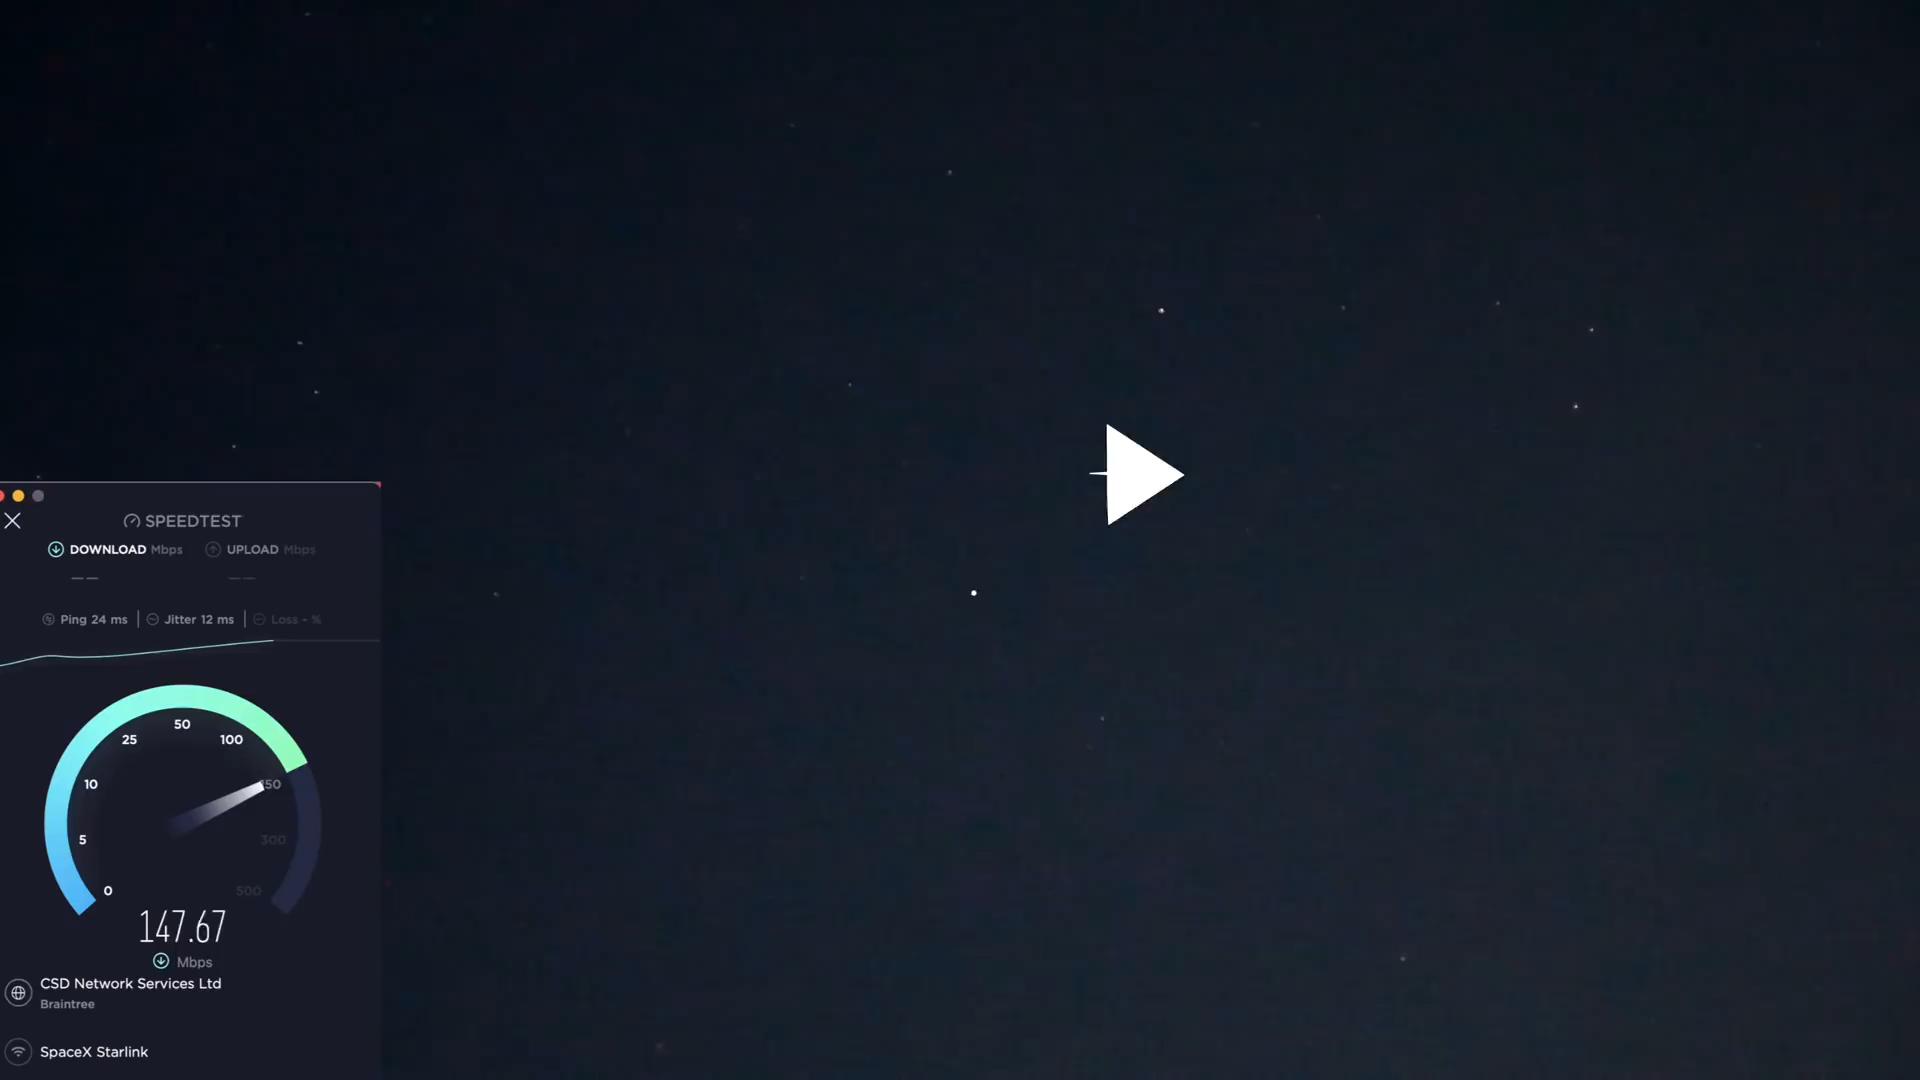 SPEEDTEST
DOWNLOAD Mbps UPLOAD Mbps
Ping 24 ms Jitter 12 ms Loss - %
50
25 100
10 150
5 300
0 500
147.67
Mbps
CSD Network Services Ltd
Braintree
SpaceX Starlink